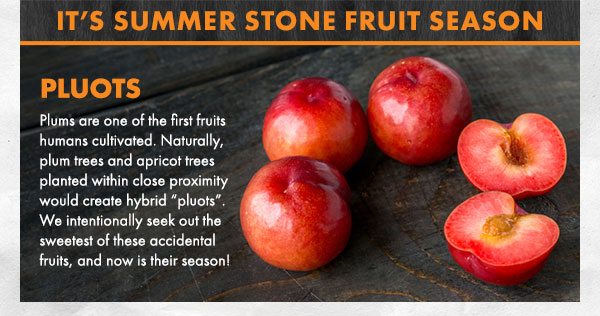 IT'S SUMMER STONE FRUIT SEASON
PLUOTS
Plums are one of the first fruits
humans cultivated. Naturally,
plum trees and apricot trees
planted within close proximity
would create hybrid “pluots”.
We intentionally seek out the
sweetest of these accidental
fruits, and now is their season!